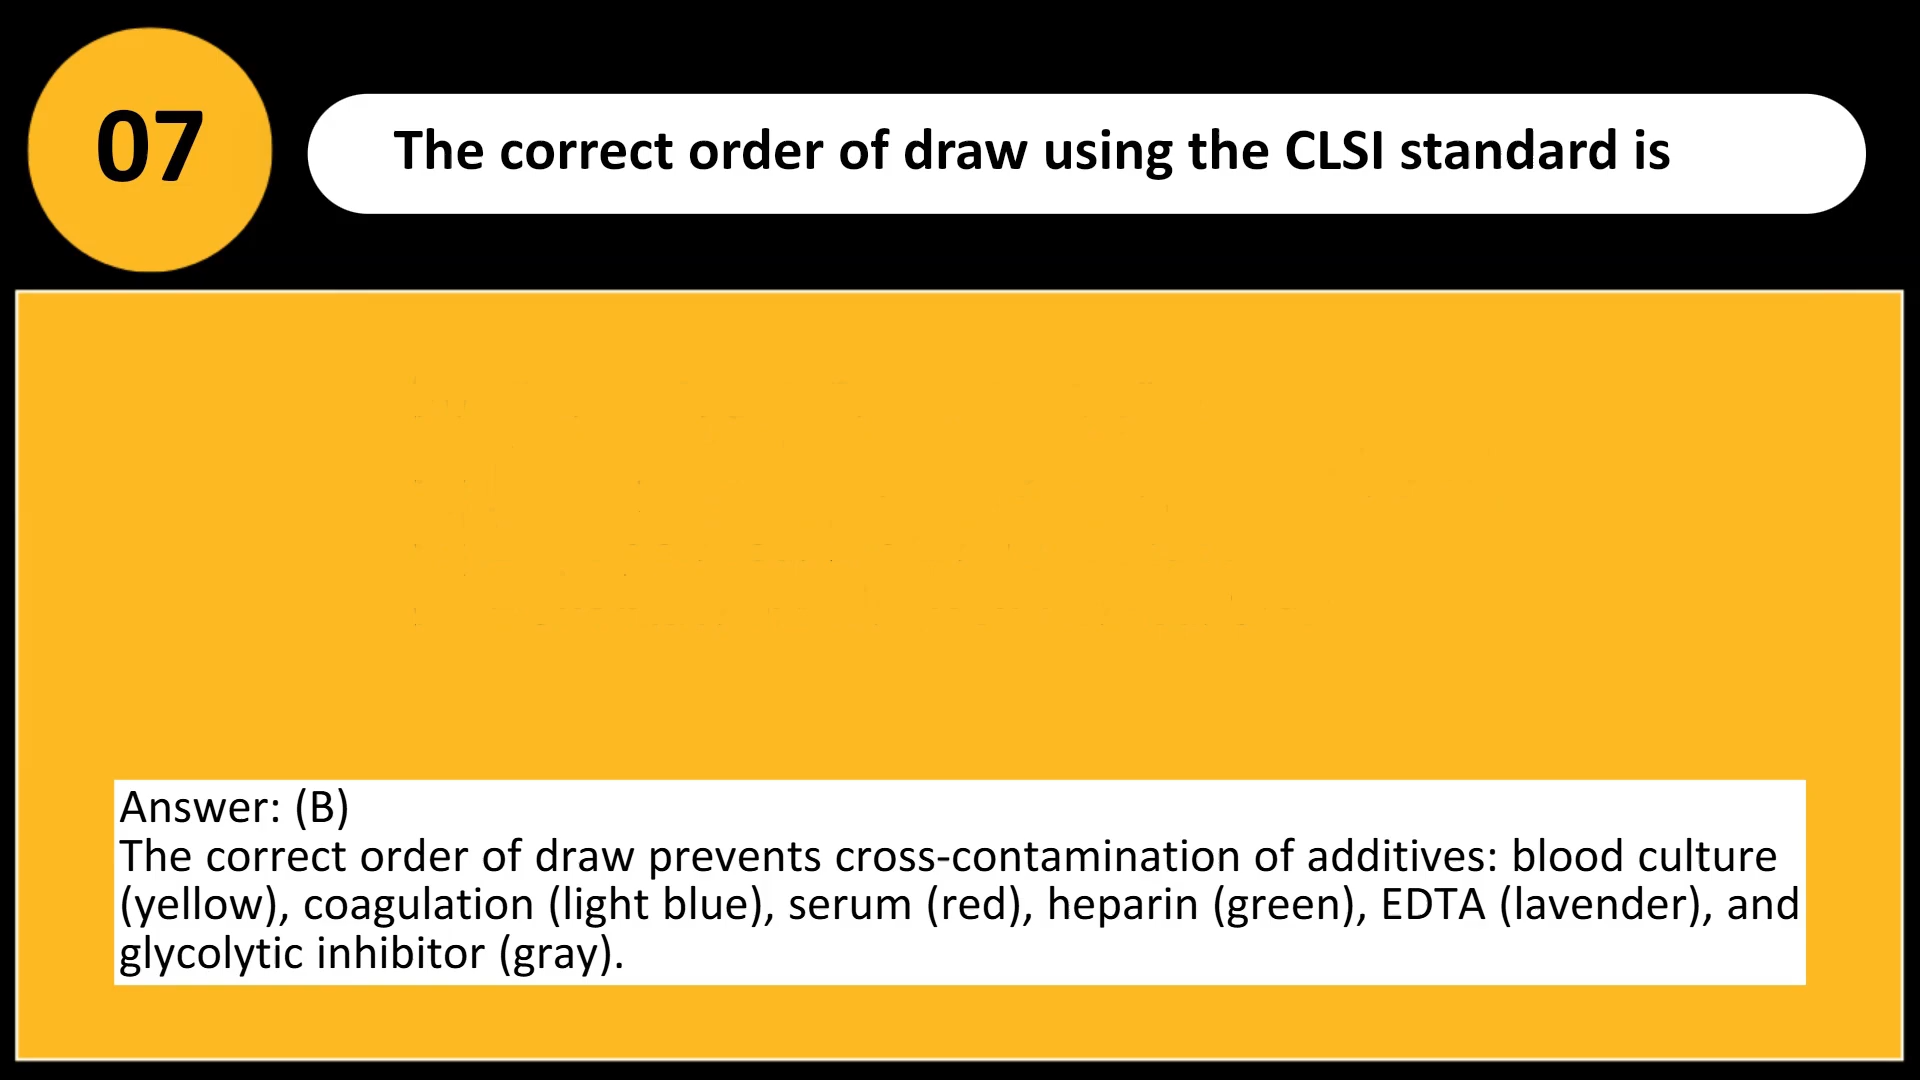 07
The correct order of draw using the CLSI standard is
Answer: (B)
The correct order of draw prevents cross-contamination of additives: blood culture
(yellow), coagulation (light blue), serum (red), heparin (green), EDTA (lavender), and
glycolytic inhibitor (gray).